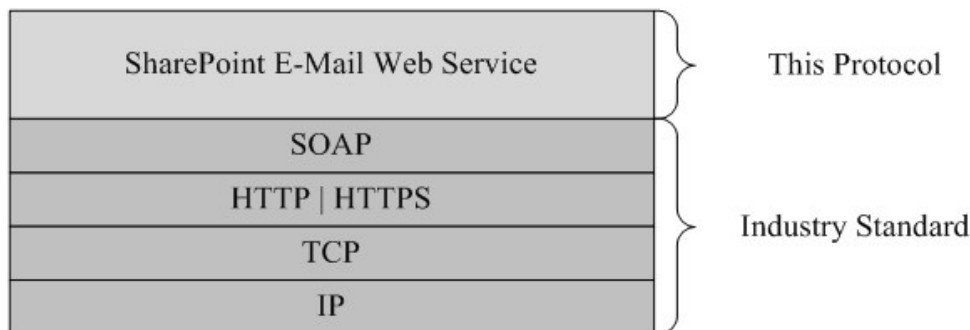 SharePoint E-Mail Web Service
This Protocol
SOAP
HTTP | HTTPS
TCP
IP
Industry Standard